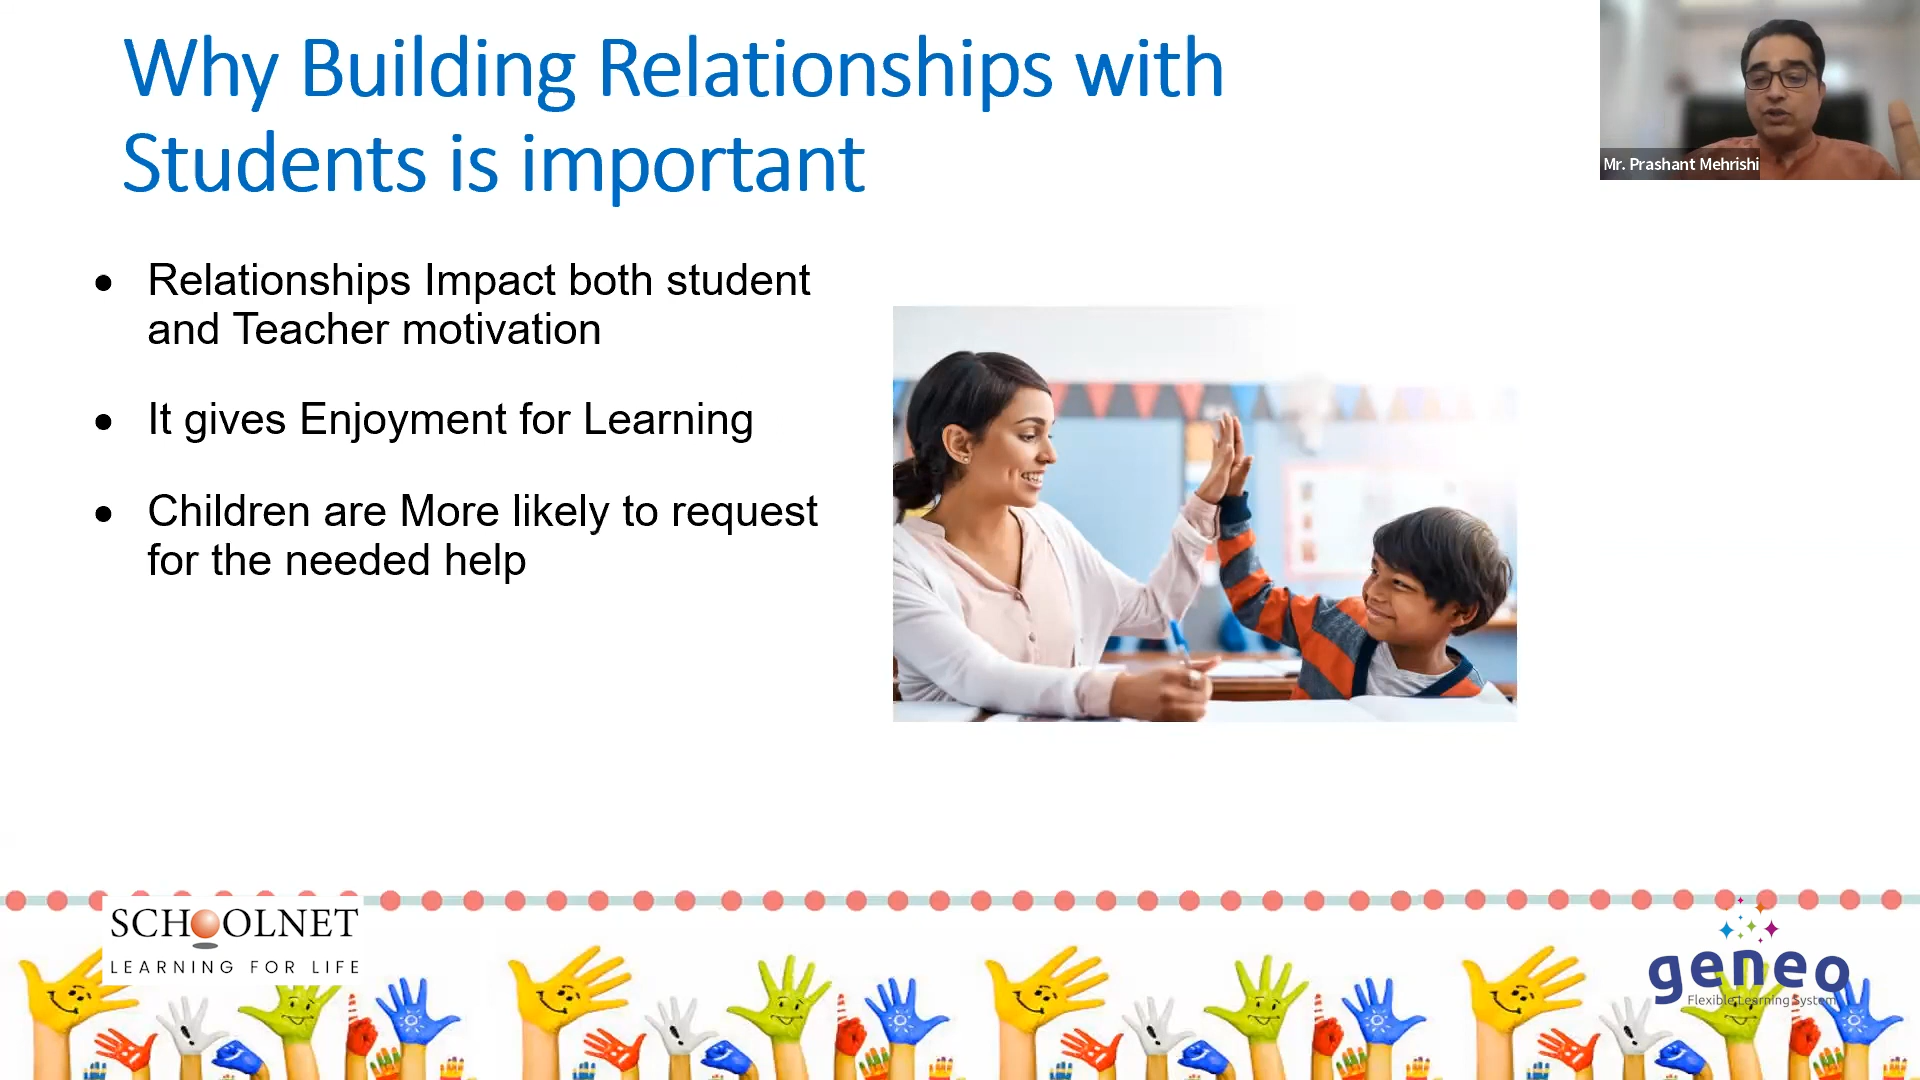 Why Building Relationships with
Students is important
Mr. Prashant Mehrishi
● Relationships Impact both student
and Teacher motivation
● It gives Enjoyment for Learning
● Children are More likely to request
for the needed help
SCHOOLNET
LEARNING FOR LIFE
geneo
Flexible Learning System